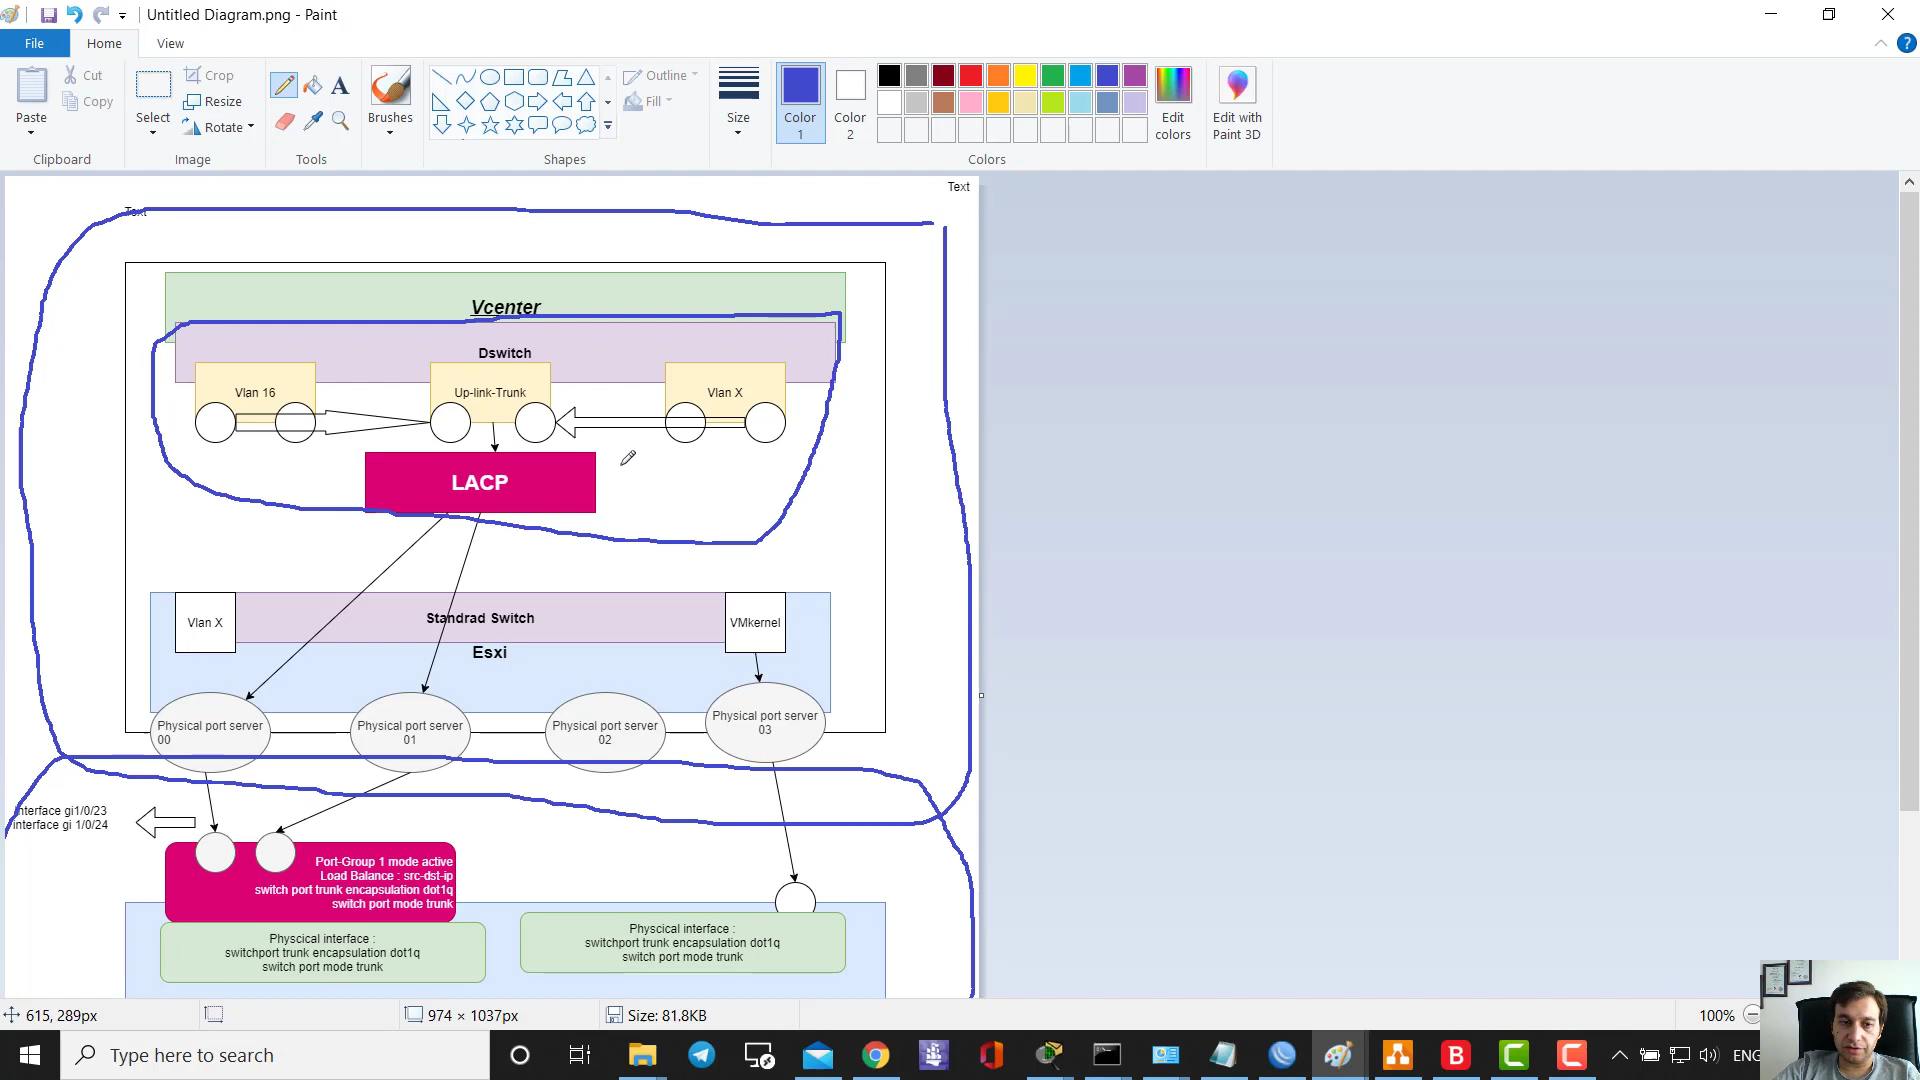 Untitled Diagram.png - Paint
File
Home
View
Paste
Cut
Copy
Clipboard
Select
Crop
Resize
Rotate
Image
A
Tools
Brushes
Outline
Fill
Shapes
Size
Color 1
Color 2
Edit colors
Edit with Paint 3D
Colors
?
Text
Text
Vcenter
Dswitch
Vlan 16
Up-link-Trunk
Vlan X
LACP
Vlan X
Standrad Switch
VMkernel
Esxi
Physical port server 00
Physical port server 01
Physical port server 02
Physical port server 03
interface gi1/0/23
interface gi 1/0/24
Port-Group 1 mode active
Load Balance : src-dst-ip
switch port trunk encapsulation dot1q
switch port mode trunk
Physcical interface :
switchport trunk encapsulation dot1q
switch port mode trunk
Physcical interface :
switchport trunk encapsulation dot1q
switch port mode trunk
615, 289px
974 × 1037px
Size: 81.8KB
100%
Type here to search
B
C
C
ENG